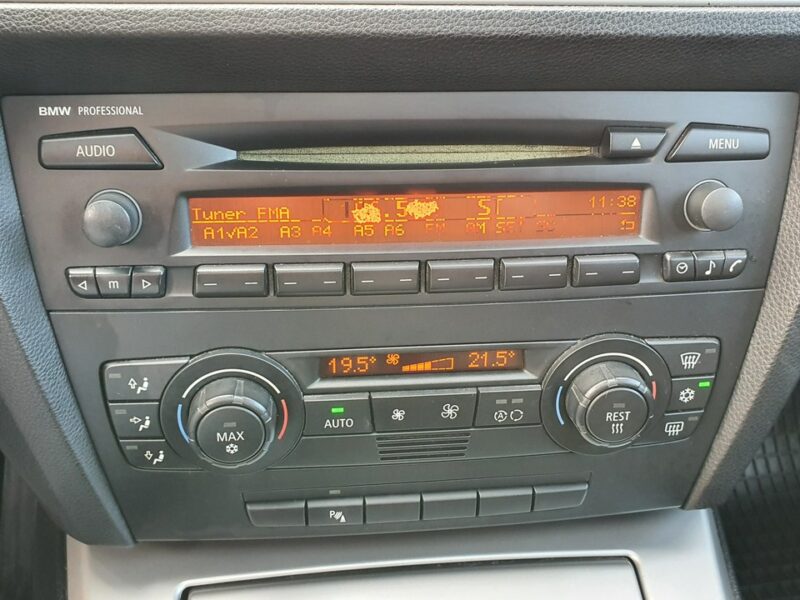 BMW PROFESSIONAL
AUDIO
MENU
Tuner FMA
11:38
A1vA2 A3 A4 A5 A6 FM AM
m
19.5° 21.5°
MAX
AUTO
A
REST
P